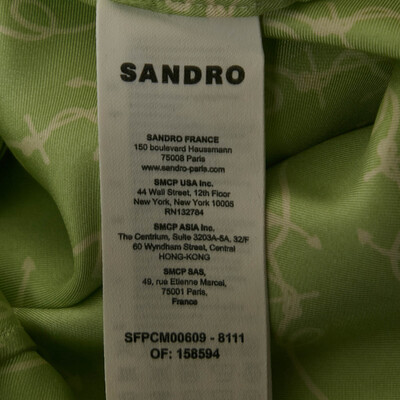 SANDRO
SANDRO FRANCE
150 boulevard Haussmann
75008 Paris
www.sandro-paris.com
SMCP USA Inc.
44 Wall Street, 12th Floor
New York, New York 10005
RN132784
SMCP ASIA Inc.
The Centrium, Suite 3203A-5A, 32/F
60 Wyndham Street, Central
HONG-KONG
SMCP SAS,
49, rue Etienne Marcel,
75001 Paris,
France
SFPCM00609 - 8111
OF: 158594